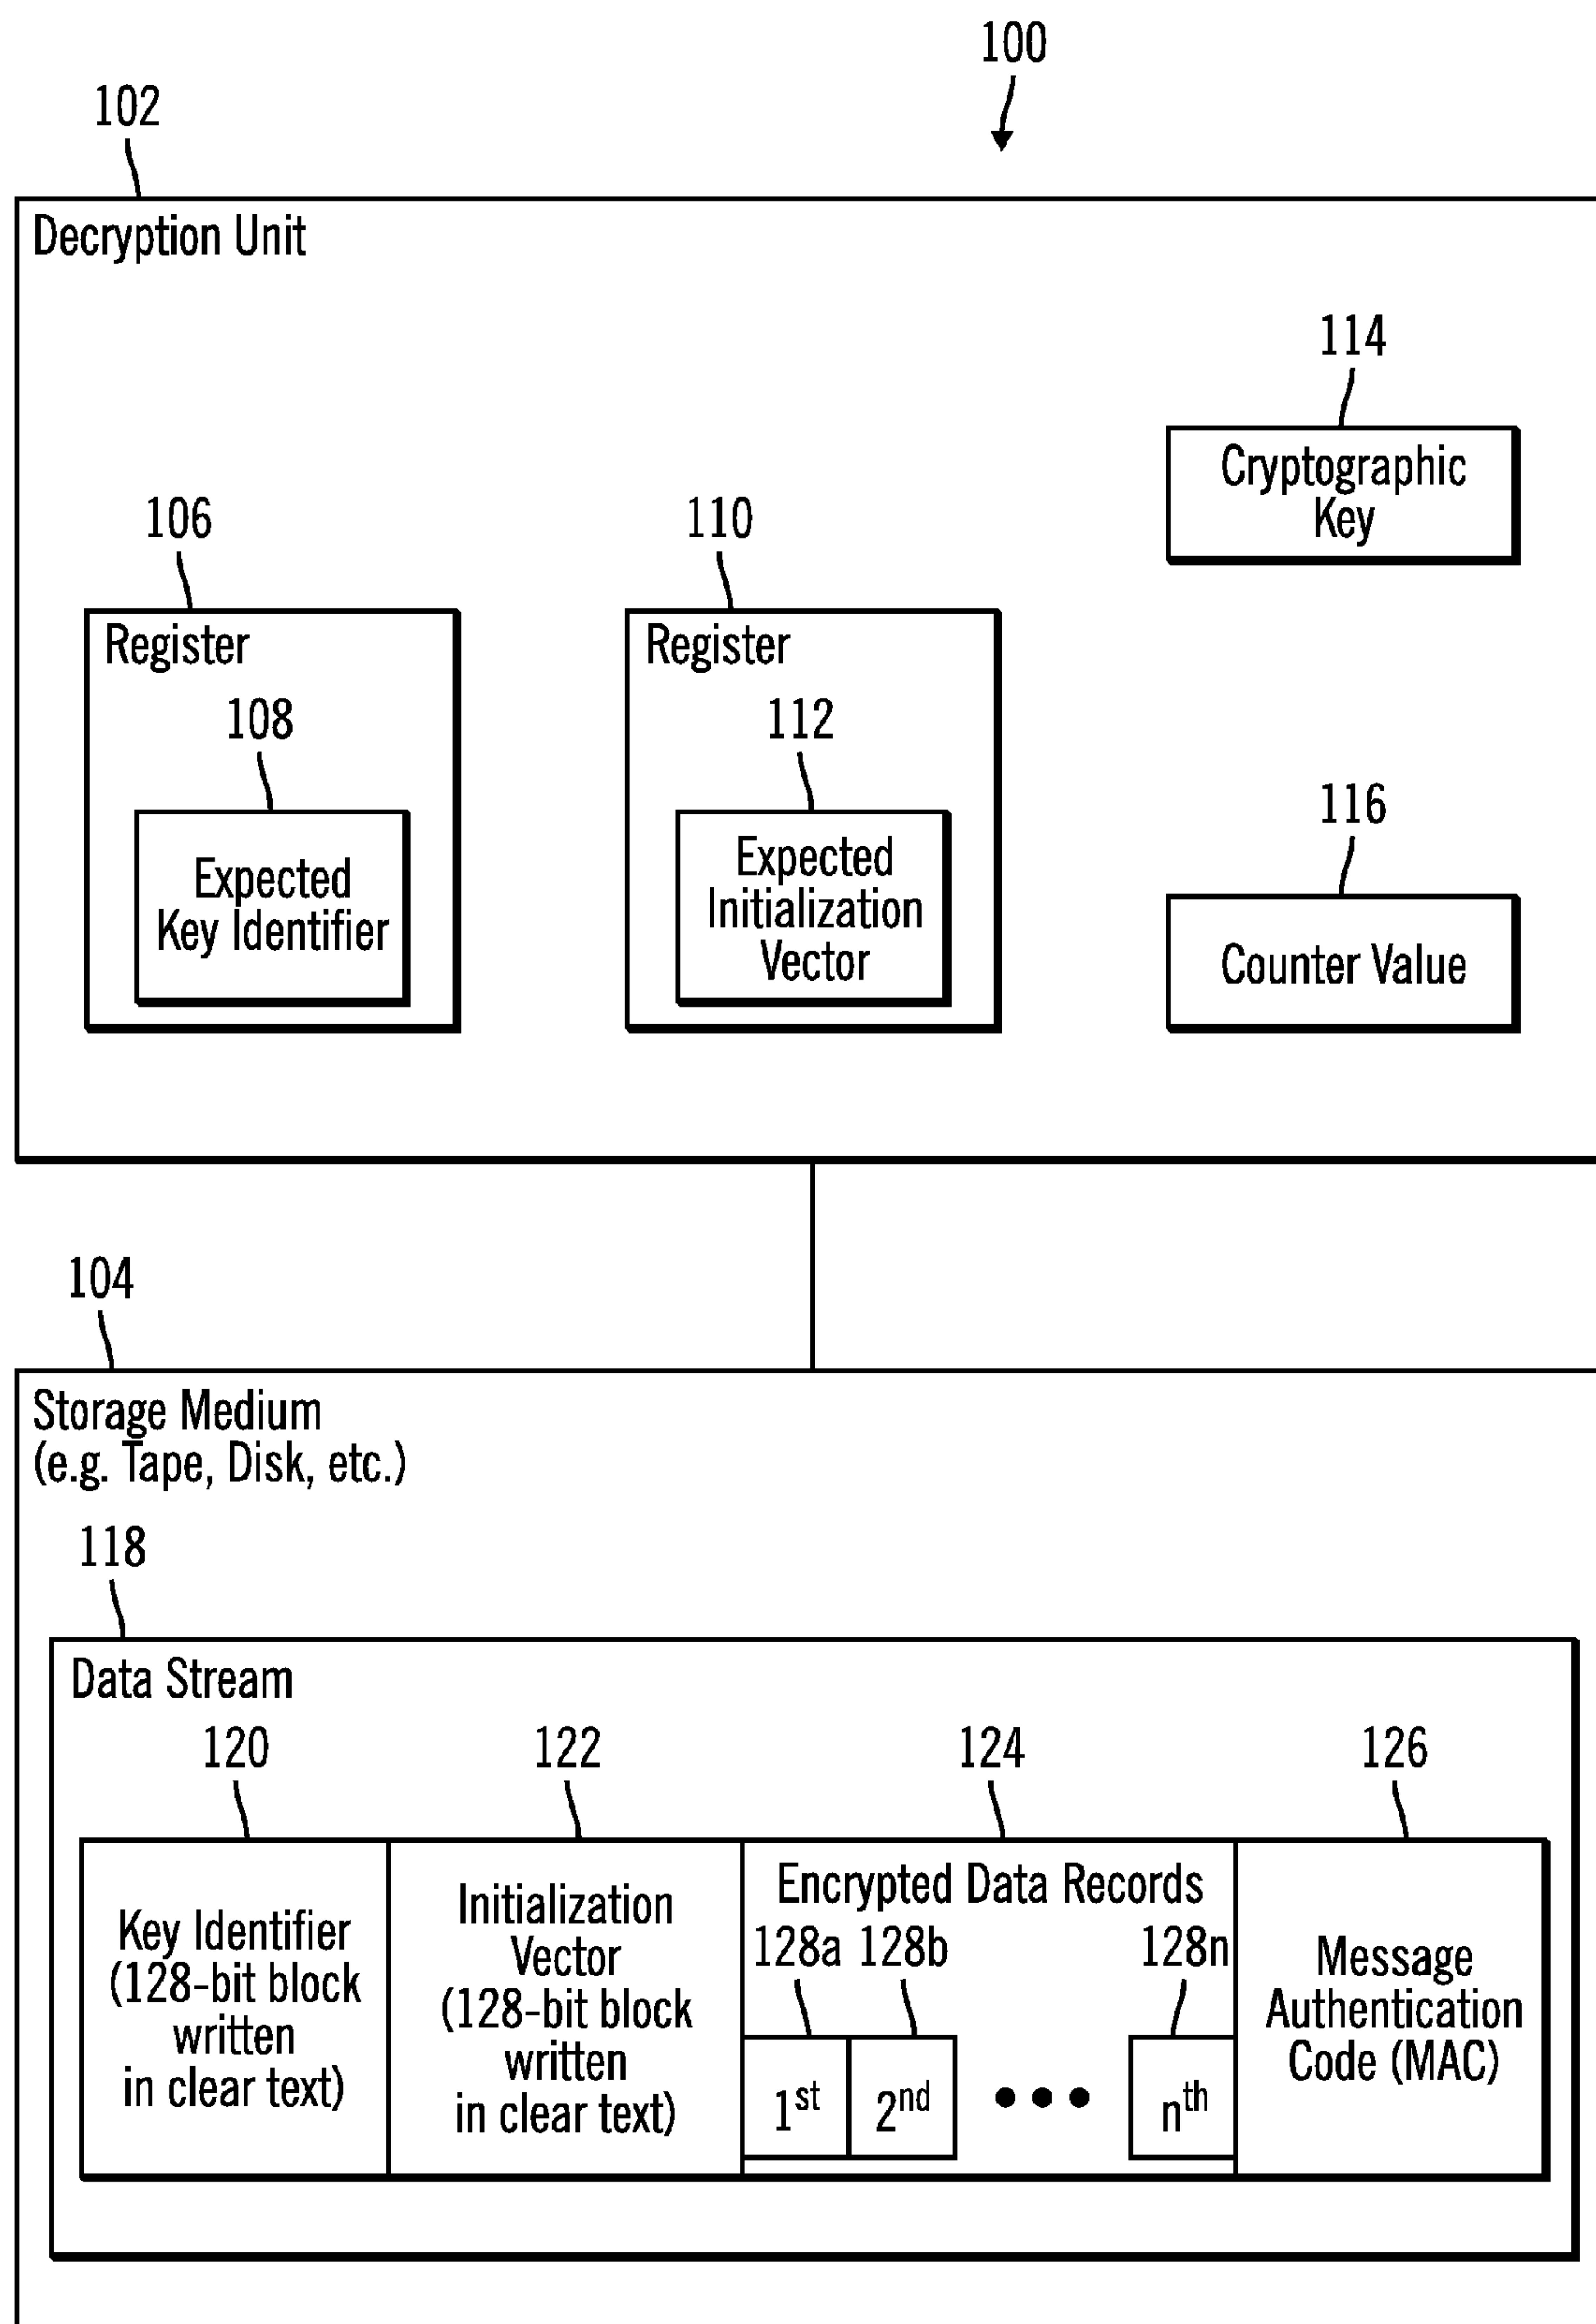 100
102
Decryption Unit
114
Cryptographic
Key
106
110
Register
Register
108
112
116
Expected
Key Identifier
Expected
Initialization
Vector
Counter Value
104
Storage Medium
(e.g. Tape, Disk, etc.)
118
Data Stream
120
122
124
126
Key Identifier
(128-bit block
written
in clear text)
Initialization
Vector
(128-bit block
written
in clear text)
Encrypted Data Records
128a 128b 128n
1st 2nd ••• nth
Message
Authentication
Code (MAC)